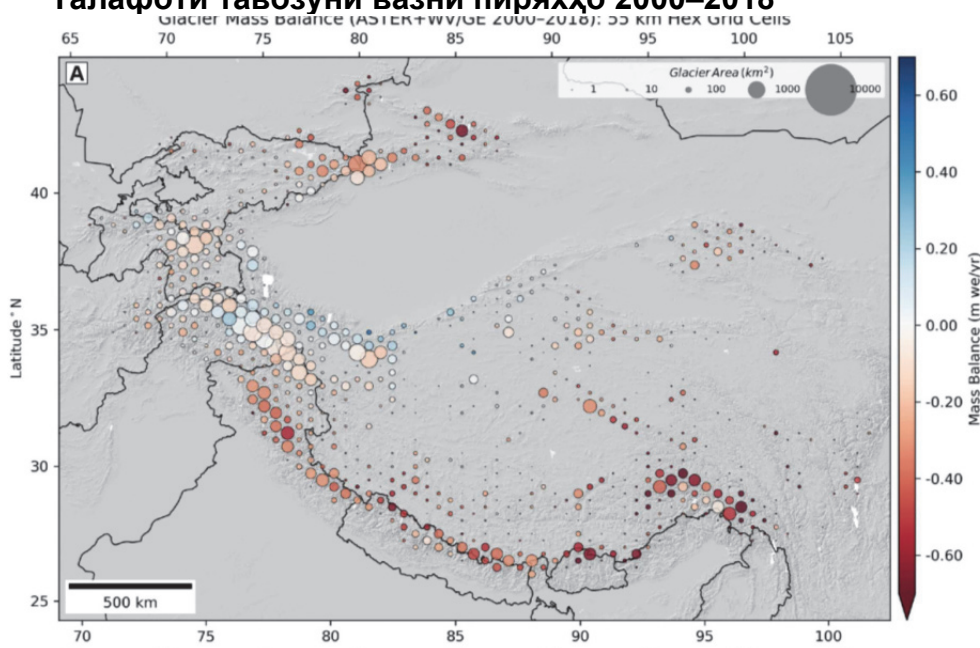 талафоти тавозуни вазни пиряхҳо 2000–2018
Glacier Mass Balance (ASTER+WV/GE 2000–2018): 55 km Hex Grid Cells
65 70 75 80 85 90 95 100 105
A
Glacier Area (km²)
1 10 100 1000 10000
0.60
0.40
0.20
0.00
-0.20
-0.40
-0.60
Mass Balance (m we/yr)
40
35
30
25
Latitude °N
500 km
70 75 80 85 90 95 100